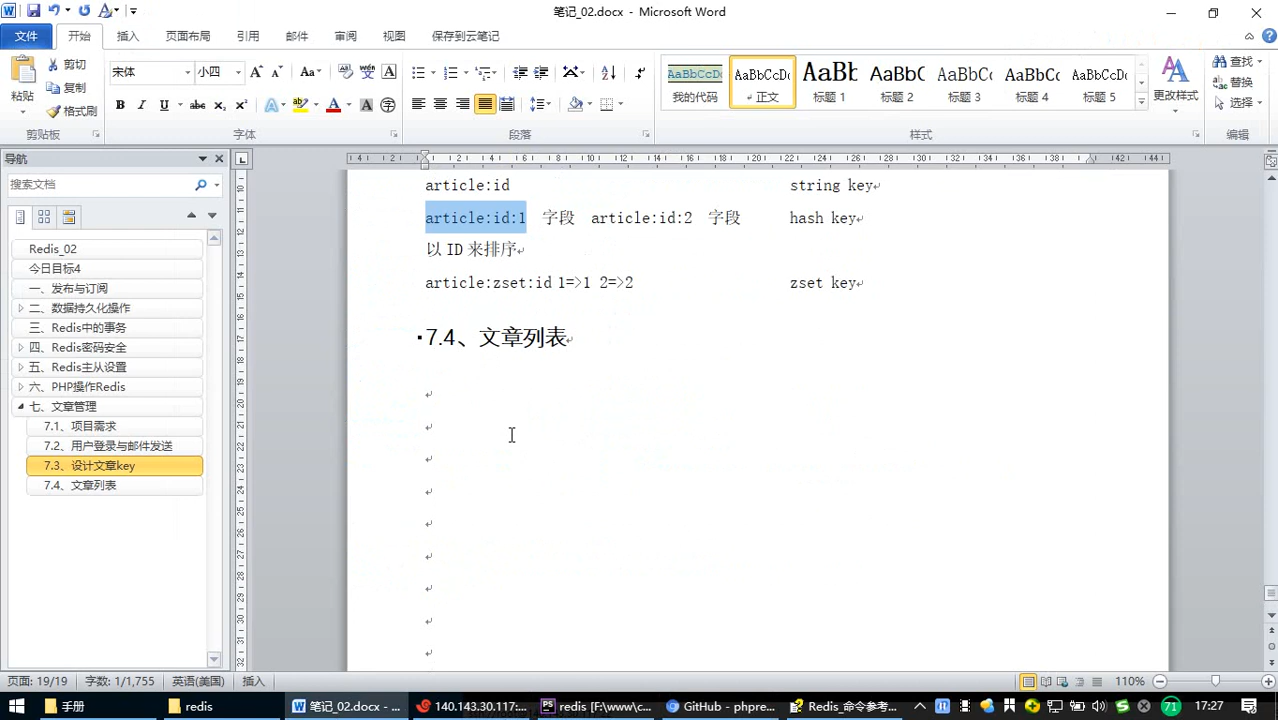 笔记_02.docx - Microsoft Word
文件 开始 插入 页面布局 引用 邮件 审阅 视图 保存到云笔记
粘贴 剪切 复制 格式刷
宋体 小四
AaBbCcDc AaBbCcDc AaBb AaBbC AaBbCcDc AaBbCc AaBbCcDc
我的代码 正文 标题 1 标题 2 标题 3 标题 4 标题 5
更改样式
查找 替换 选择
剪贴板 字体 段落 样式 编辑
导航
搜索文档
Redis_02
今日目标4
一、发布与订阅
二、数据持久化操作
三、Redis中的事务
四、Redis密码安全
五、Redis主从设置
六、PHP操作Redis
七、文章管理
7.1、项目需求
7.2、用户登录与邮件发送
7.3、设计文章key
7.4、文章列表
article:id string key
article:id:1 字段 article:id:2 字段 hash key
以 ID 来排序
article:zset:id 1=>1 2=>2 zset key
7.4、文章列表
页面: 19/19 字数: 1/1,755 英语(美国) 插入 110%
手册 redis 笔记_02.docx - ... 140.143.30.117:... redis [F:\www\c... GitHub - phpre... Redis_命令参考... 71 17:27